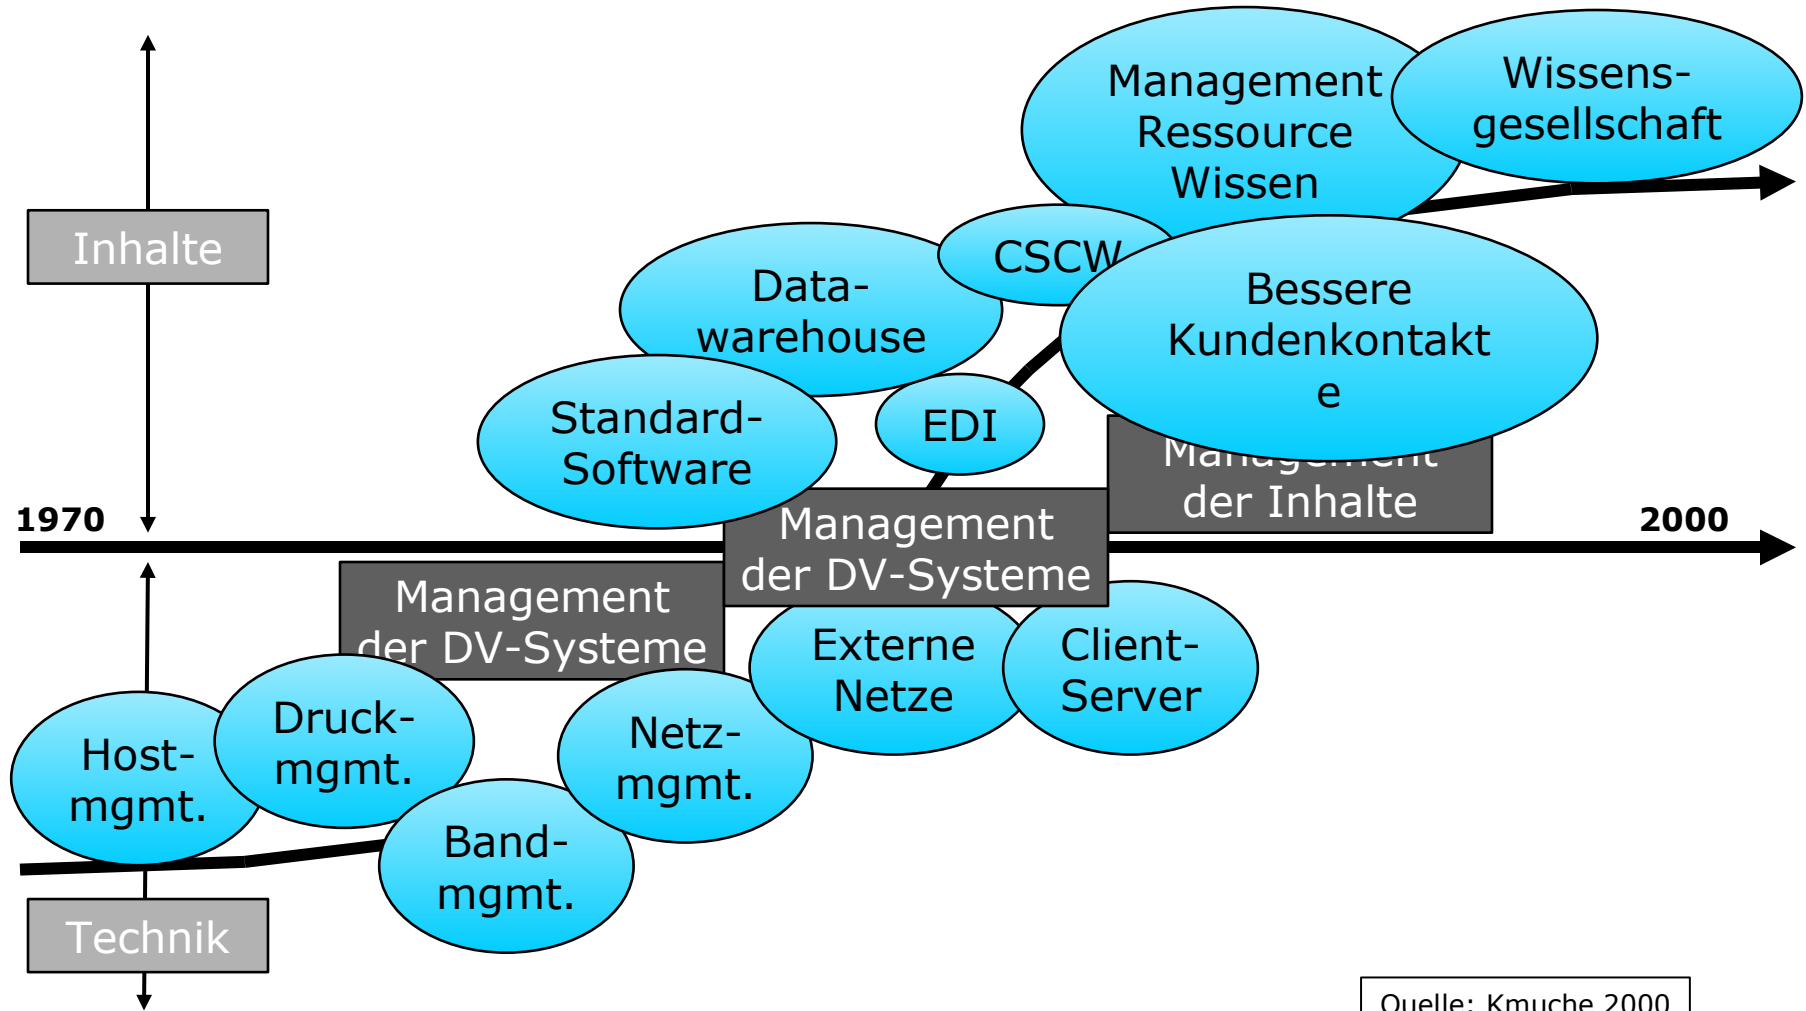 Management
Ressource
Wissen
Wissens-
gesellschaft
Inhalte
CSCW
Data-
warehouse
Bessere
Kundenkontakt
e
Standard-
Software
EDI
Management
der Inhalte
1970
2000
Management
der DV-Systeme
Management
der DV-Systeme
Externe
Netze
Client-
Server
Host-
mgmt.
Druck-
mgmt.
Netz-
mgmt.
Band-
mgmt.
Technik
Quelle: Kmuche 2000